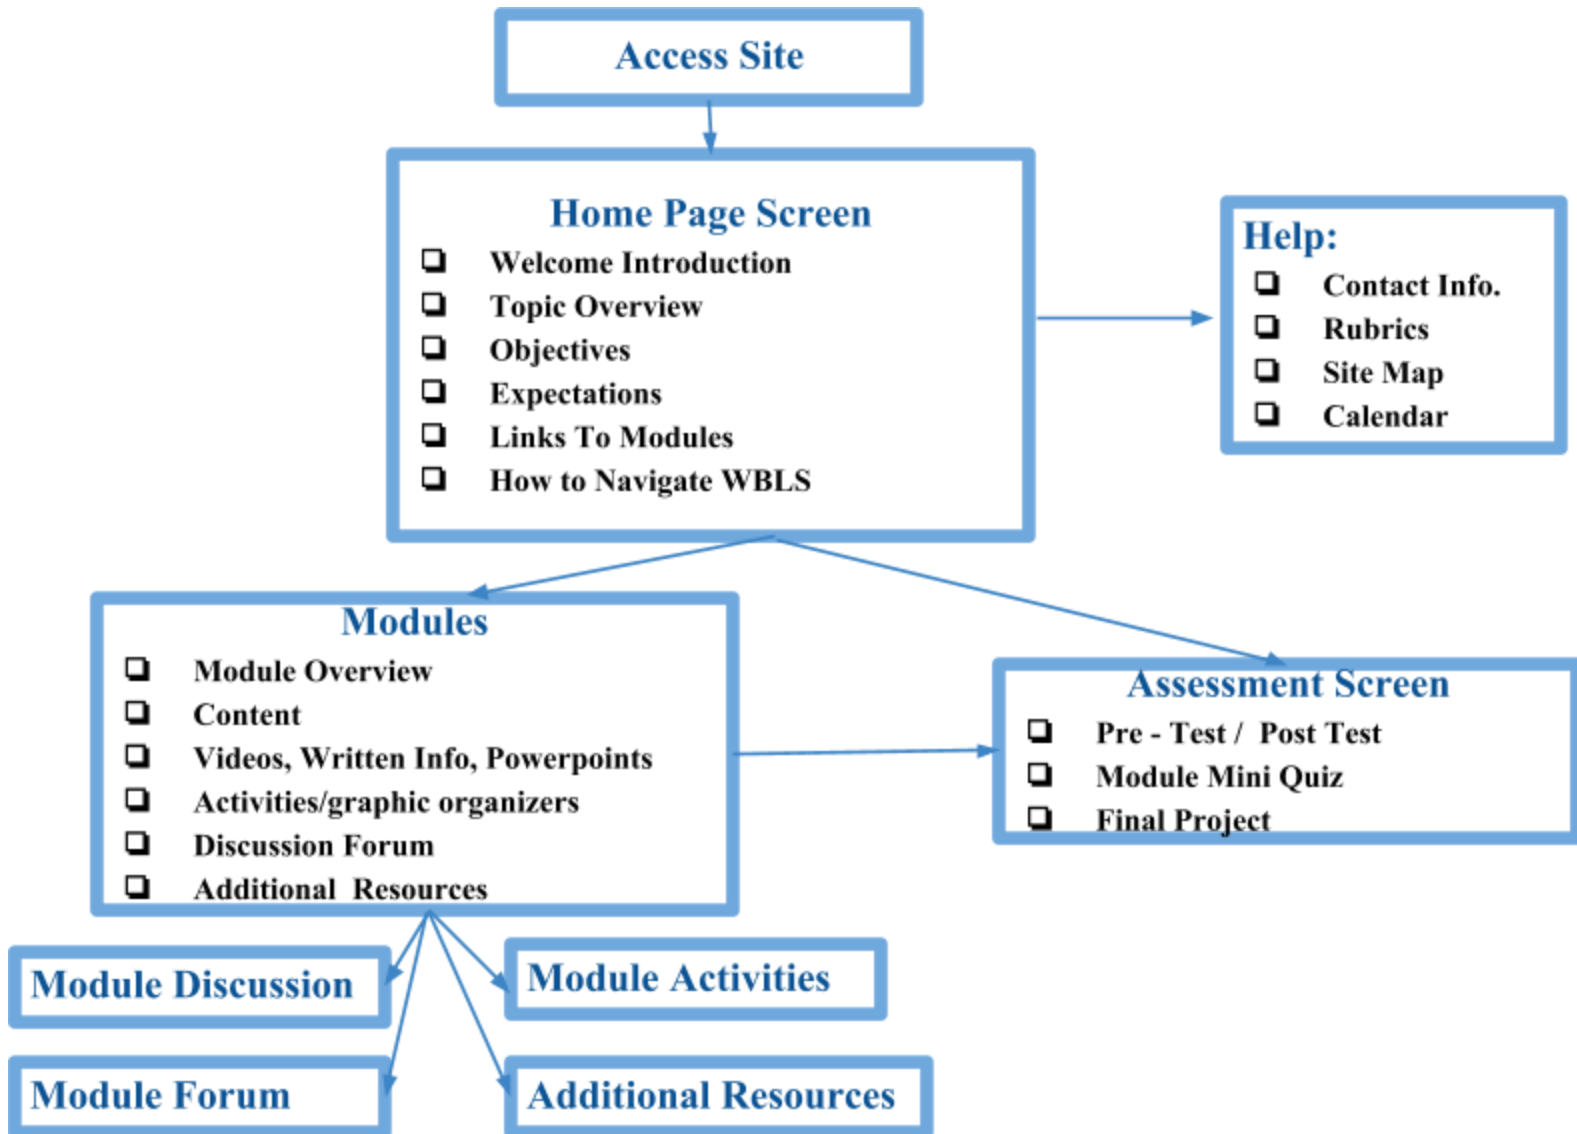 Access Site
Home Page Screen
Welcome Introduction
Topic Overview
Objectives
Expectations
Links To Modules
How to Navigate WBLS
Help:
Contact Info.
Rubrics
Site Map
Calendar
Modules
Module Overview
Content
Videos, Written Info, Powerpoints
Activities/graphic organizers
Discussion Forum
Additional Resources
Assessment Screen
Pre - Test / Post Test
Module Mini Quiz
Final Project
Module Discussion
Module Activities
Module Forum
Additional Resources